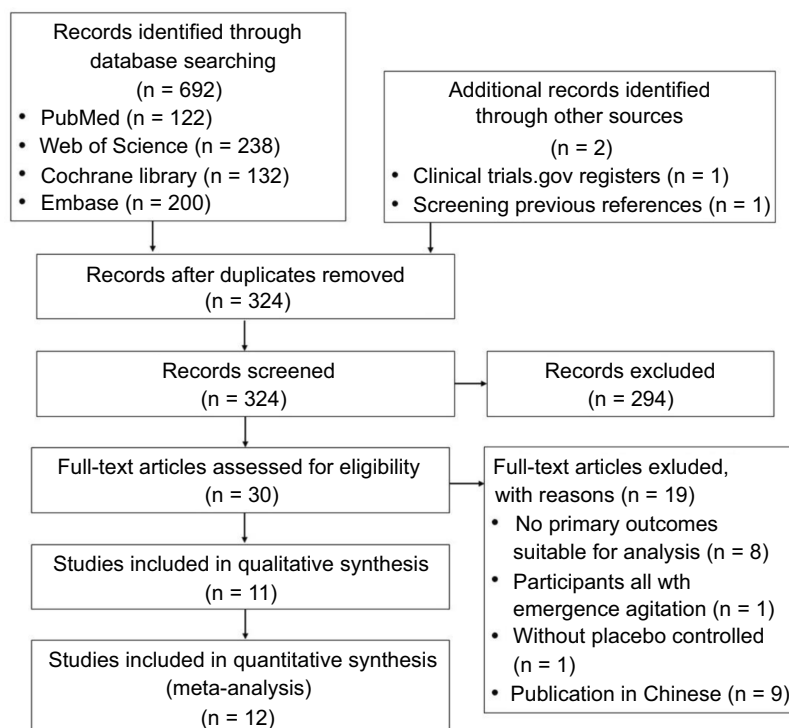 Records identified through
database searching
(n = 692)
• PubMed (n = 122)
• Web of Science (n = 238)
• Cochrane library (n = 132)
• Embase (n = 200)
Additional records identified
through other sources
(n = 2)
• Clinical trials.gov registers (n = 1)
• Screening previous references (n = 1)
Records after duplicates removed
(n = 324)
Records screened
(n = 324)
Records excluded
(n = 294)
Full-text articles assessed for eligibility
(n = 30)
Full-text articles exluded,
with reasons (n = 19)
• No primary outcomes
suitable for analysis (n = 8)
• Participants all wth
emergence agitation (n = 1)
• Without placebo controlled
(n = 1)
• Publication in Chinese (n = 9)
Studies included in qualitative synthesis
(n = 11)
Studies included in quantitative synthesis
(meta-analysis)
(n = 12)